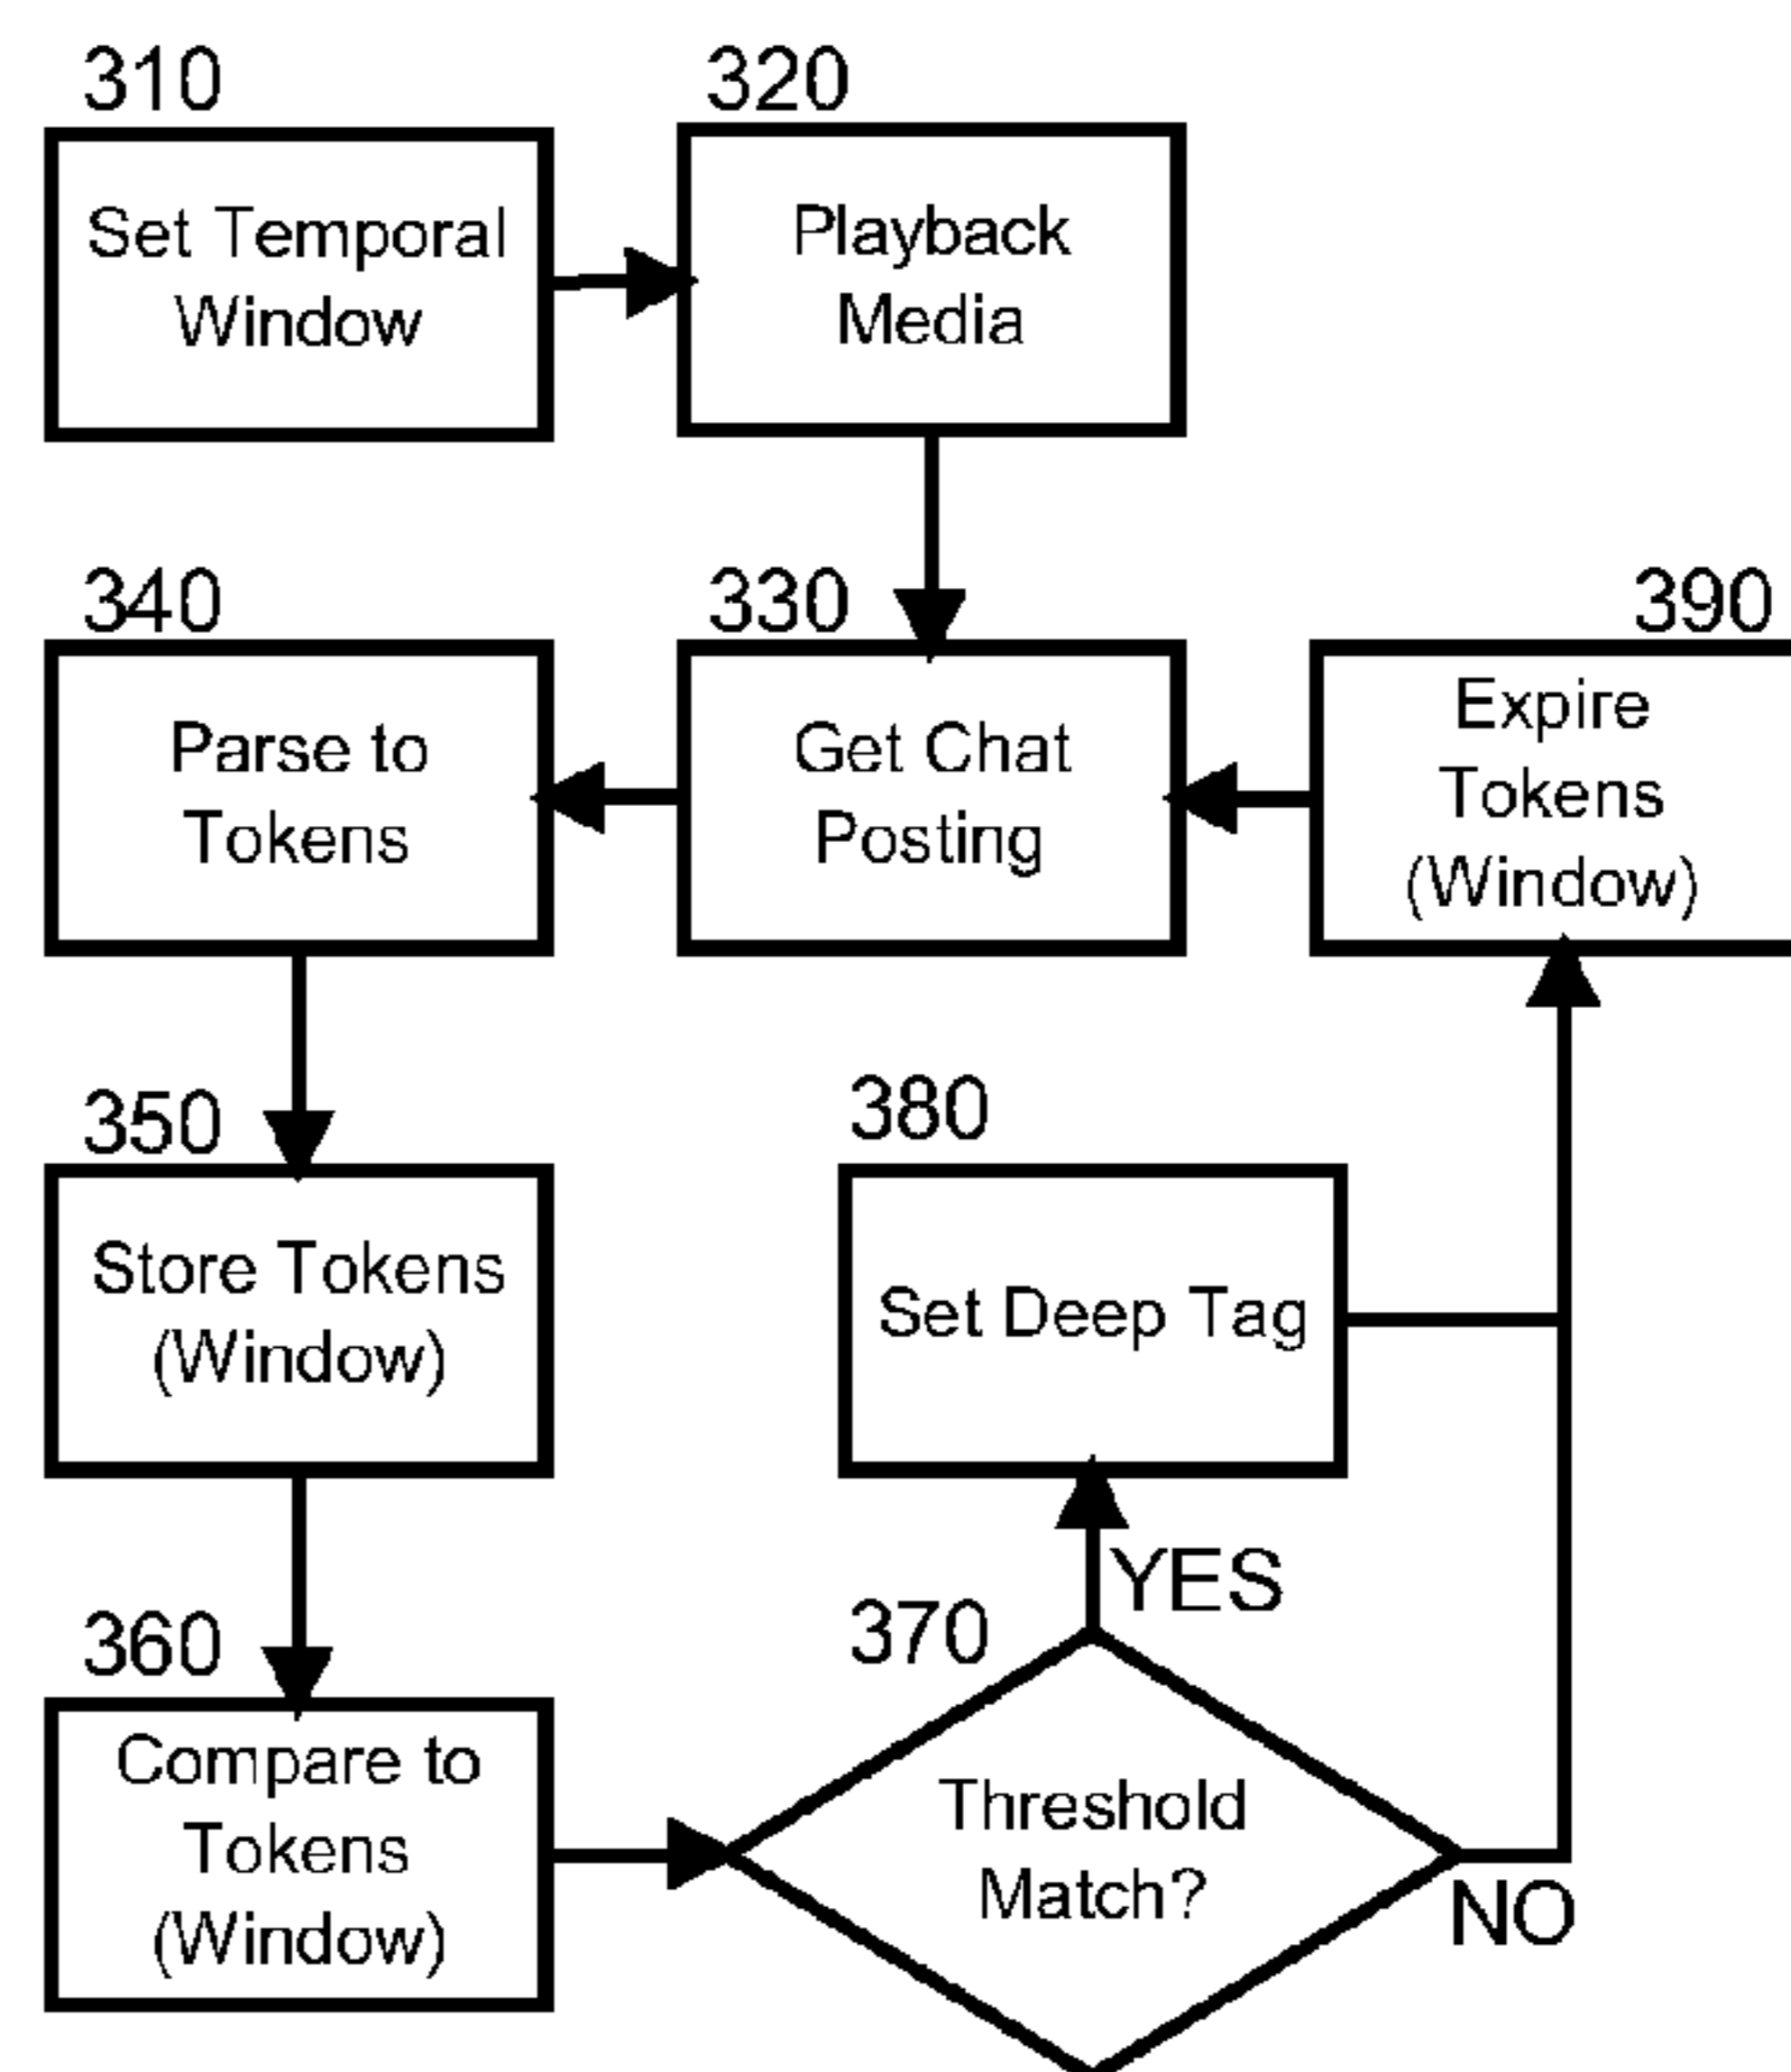 310
Set Temporal
Window
320
Playback
Media
340
Parse to
Tokens
330
Get Chat
Posting
390
Expire
Tokens
(Window)
350
Store Tokens
(Window)
380
Set Deep Tag
YES
360
Compare to
Tokens
(Window)
370
Threshold
Match?
NO